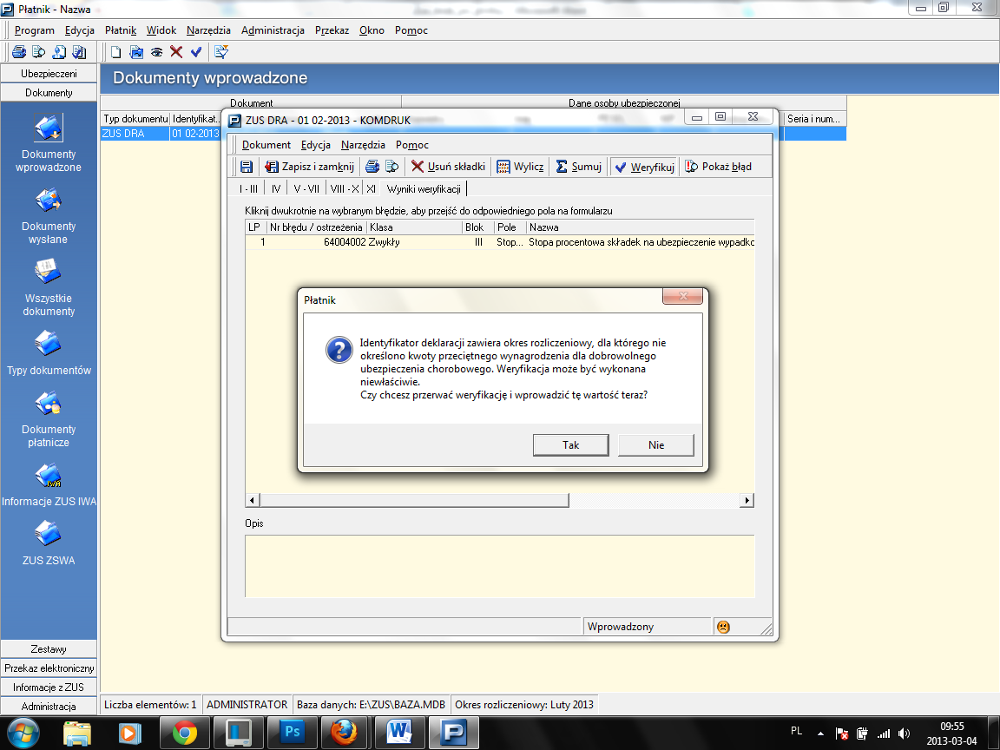 Płatnik - Nazwa
Program Edycja Płatnik Widok Narzędzia Administracja Przekaz Okno Pomoc
Ubezpieczeni
Dokumenty
Dokumenty wprowadzone
Dokument Dane osoby ubezpieczonej
Typ dokumentu Identyfikat... Seria i num...
ZUS DRA 01 02-2013
ZUS DRA - 01 02-2013 - KOMDRUK
Dokument Edycja Narzędzia Pomoc
Zapisz i zamknij Usuń składki Wylicz Sumuj Weryfikuj Pokaż błąd
I - III IV V - VII VIII - X XI Wyniki weryfikacji
Kliknij dwukrotnie na wybranym błędzie, aby przejść do odpowiedniego pola na formularzu
LP Nr błędu / ostrzeżenia Klasa Blok Pole Nazwa
1 64004002 Zwykły III Stop... Stopa procentowa składek na ubezpieczenie wypadko
Płatnik
Identyfikator deklaracji zawiera okres rozliczeniowy, dla którego nie
określono kwoty przeciętnego wynagrodzenia dla dobrowolnego
ubezpieczenia chorobowego. Weryfikacja może być wykonana
niewłaściwie.
Czy chcesz przerwać weryfikację i wprowadzić tę wartość teraz?
Tak Nie
Opis
Wprowadzony
Dokumenty
wprowadzone
Dokumenty
wysłane
Wszystkie
dokumenty
Typy dokumentów
Dokumenty
płatnicze
IWA
Informacje ZUS IWA
ZUS ZSWA
Zestawy
Przekaz elektroniczny
Informacje z ZUS
Administracja
Liczba elementów: 1 ADMINISTRATOR Baza danych: E:\ZUS\BAZA.MDB Okres rozliczeniowy: Luty 2013
Ps W P PL 09:55
2013-03-04